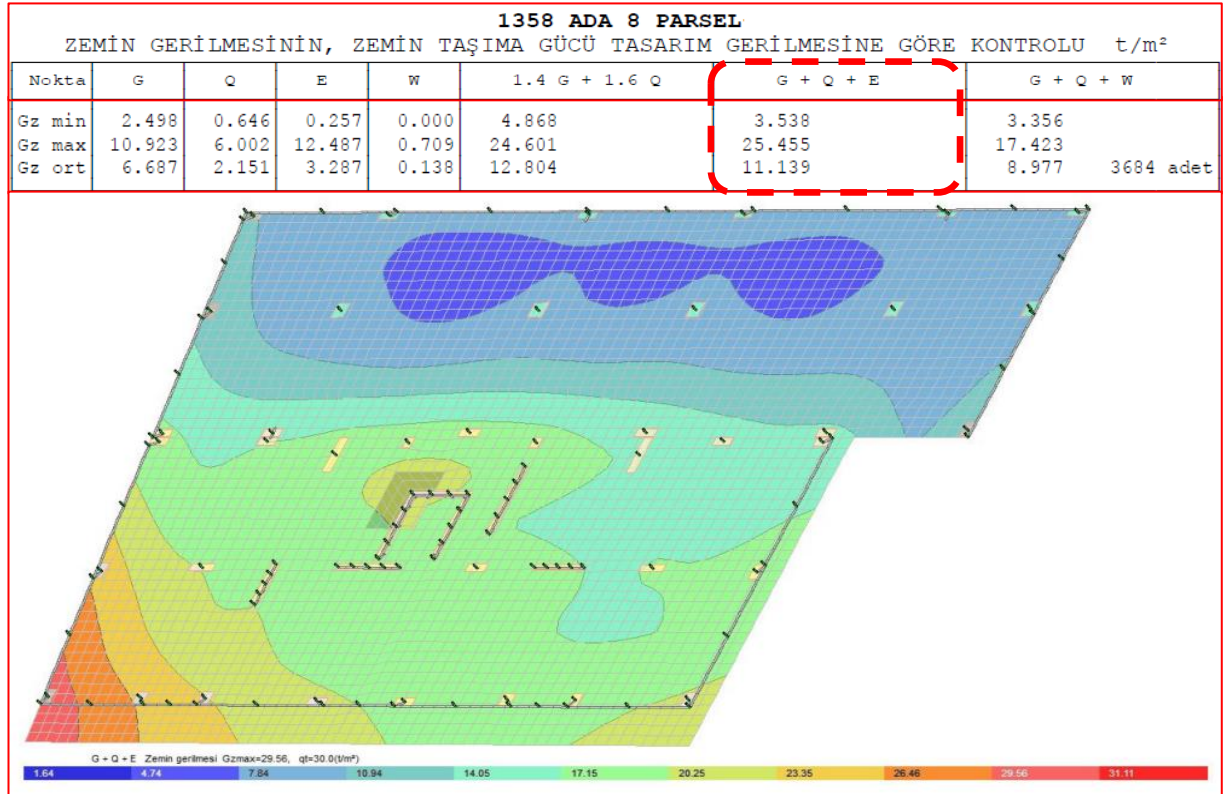 1358 ADA 8 PARSEL
ZEMİN GERİLMESİNİN, ZEMİN TAŞIMA GÜCÜ TASARIM GERİLMESİNE GÖRE KONTROLU t/m²
Nokta G Q E W 1.4 G + 1.6 Q G + Q + E G + Q + W
Gz min 2.498 0.646 0.257 0.000 4.868 3.538 3.356
Gz max 10.923 6.002 12.487 0.709 24.601 25.455 17.423
Gz ort 6.687 2.151 3.287 0.138 12.804 11.139 8.977 3684 adet
G + Q + E Zemin gerilmesi Gzmax=29.56, qt=30.0(t/m²)
1.64 4.74 7.84 10.94 14.05 17.15 20.25 23.35 26.46 29.56 31.11